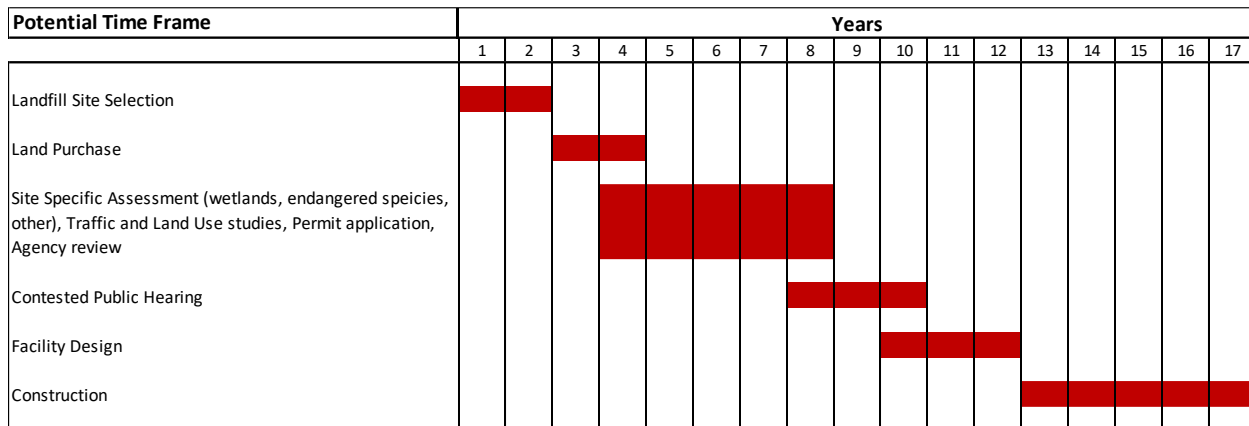 Potential Time Frame
Years
1 2 3 4 5 6 7 8 9 10 11 12 13 14 15 16 17
Landfill Site Selection
Land Purchase
Site Specific Assessment (wetlands, endangered speicies,
other), Traffic and Land Use studies, Permit application,
Agency review
Contested Public Hearing
Facility Design
Construction